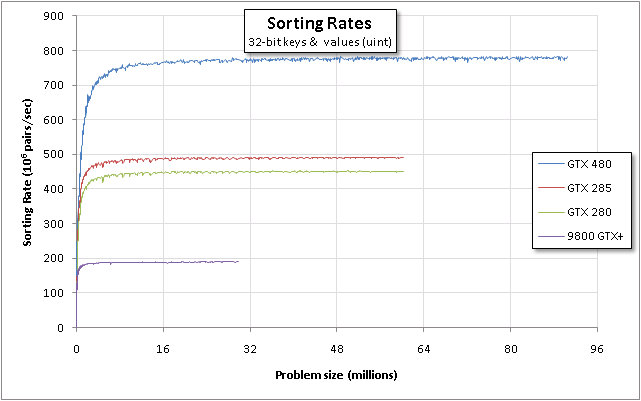 Sorting Rates
32-bit keys & values (uint)
900
800
700
600
500
400
300
200
100
0
Sorting Rate (10⁶ pairs/sec)
0 16 32 48 64 80 96
Problem size (millions)
GTX 480
GTX 285
GTX 280
9800 GTX+